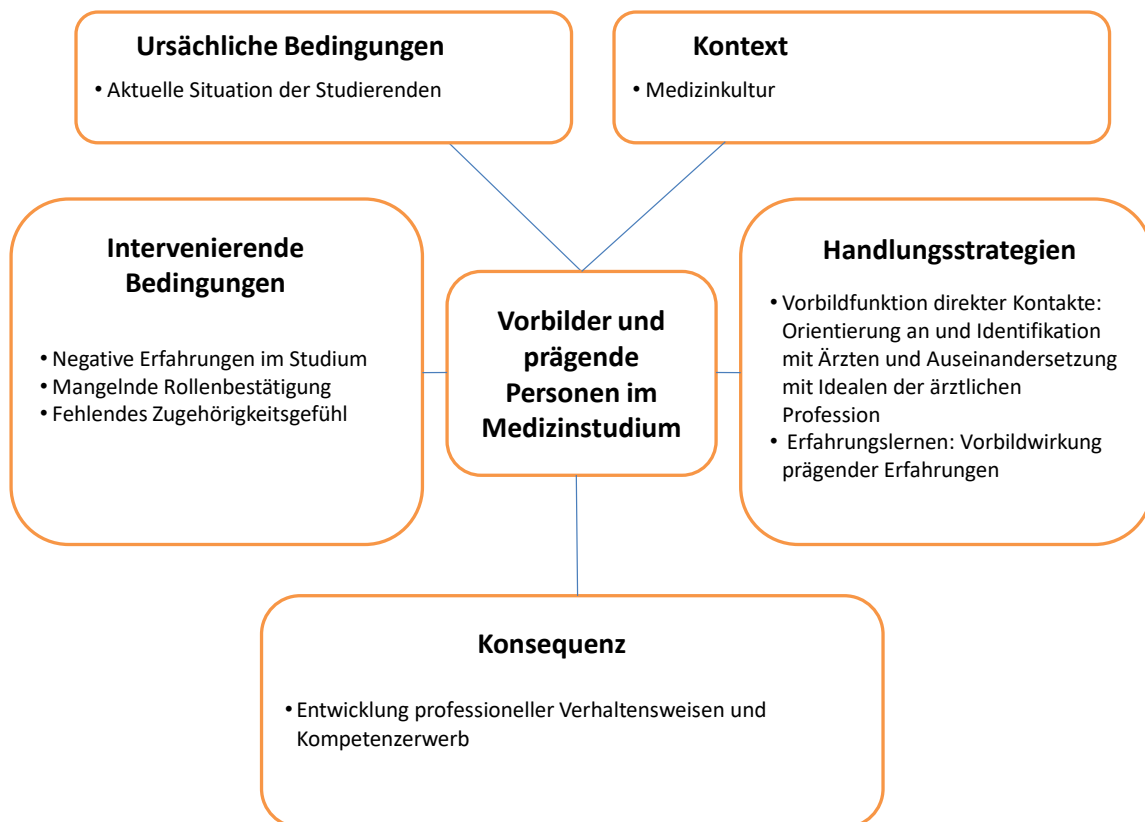 Ursächliche Bedingungen
• Aktuelle Situation der Studierenden
Kontext
• Medizinkultur
Intervenierende
Bedingungen
• Negative Erfahrungen im Studium
• Mangelnde Rollenbestätigung
• Fehlendes Zugehörigkeitsgefühl
Vorbilder und
prägende
Personen im
Medizinstudium
Handlungsstrategien
• Vorbildfunktion direkter Kontakte:
Orientierung an und Identifikation
mit Ärzten und Auseinandersetzung
mit Idealen der ärztlichen
Profession
• Erfahrungslernen: Vorbildwirkung
prägender Erfahrungen
Konsequenz
• Entwicklung professioneller Verhaltensweisen und
Kompetenzerwerb